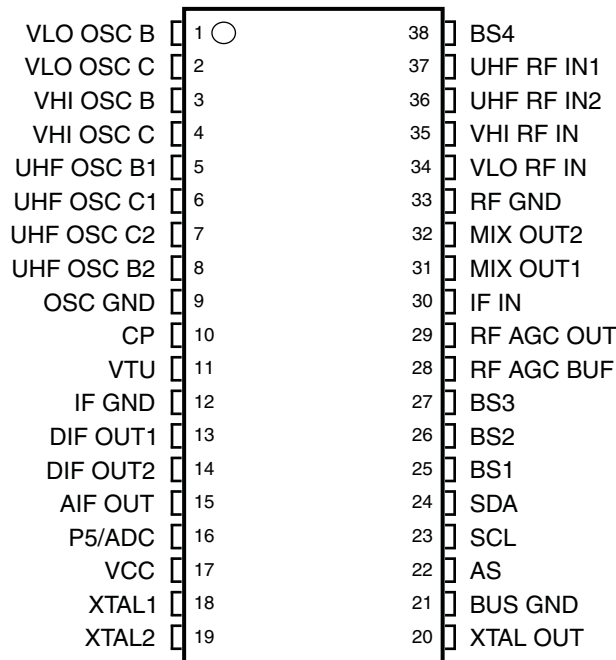 VLO OSC B 1 38 BS4
VLO OSC C 2 37 UHF RF IN1
VHI OSC B 3 36 UHF RF IN2
VHI OSC C 4 35 VHI RF IN
UHF OSC B1 5 34 VLO RF IN
UHF OSC C1 6 33 RF GND
UHF OSC C2 7 32 MIX OUT2
UHF OSC B2 8 31 MIX OUT1
OSC GND 9 30 IF IN
CP 10 29 RF AGC OUT
VTU 11 28 RF AGC BUF
IF GND 12 27 BS3
DIF OUT1 13 26 BS2
DIF OUT2 14 25 BS1
AIF OUT 15 24 SDA
P5/ADC 16 23 SCL
VCC 17 22 AS
XTAL1 18 21 BUS GND
XTAL2 19 20 XTAL OUT